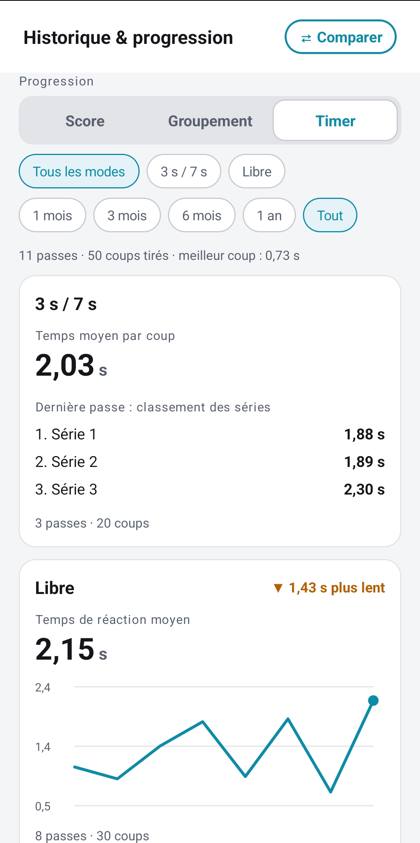 Historique & progression
⇄ Comparer
Progression
Score
Groupement
Timer
Tous les modes
3 s / 7 s
Libre
1 mois
3 mois
6 mois
1 an
Tout
11 passes · 50 coups tirés · meilleur coup : 0,73 s
3 s / 7 s
Temps moyen par coup
2,03 s
Dernière passe : classement des séries
1. Série 1 1,88 s
2. Série 2 1,89 s
3. Série 3 2,30 s
3 passes · 20 coups
Libre
▼ 1,43 s plus lent
Temps de réaction moyen
2,15 s
2,4
1,4
0,5
8 passes · 30 coups